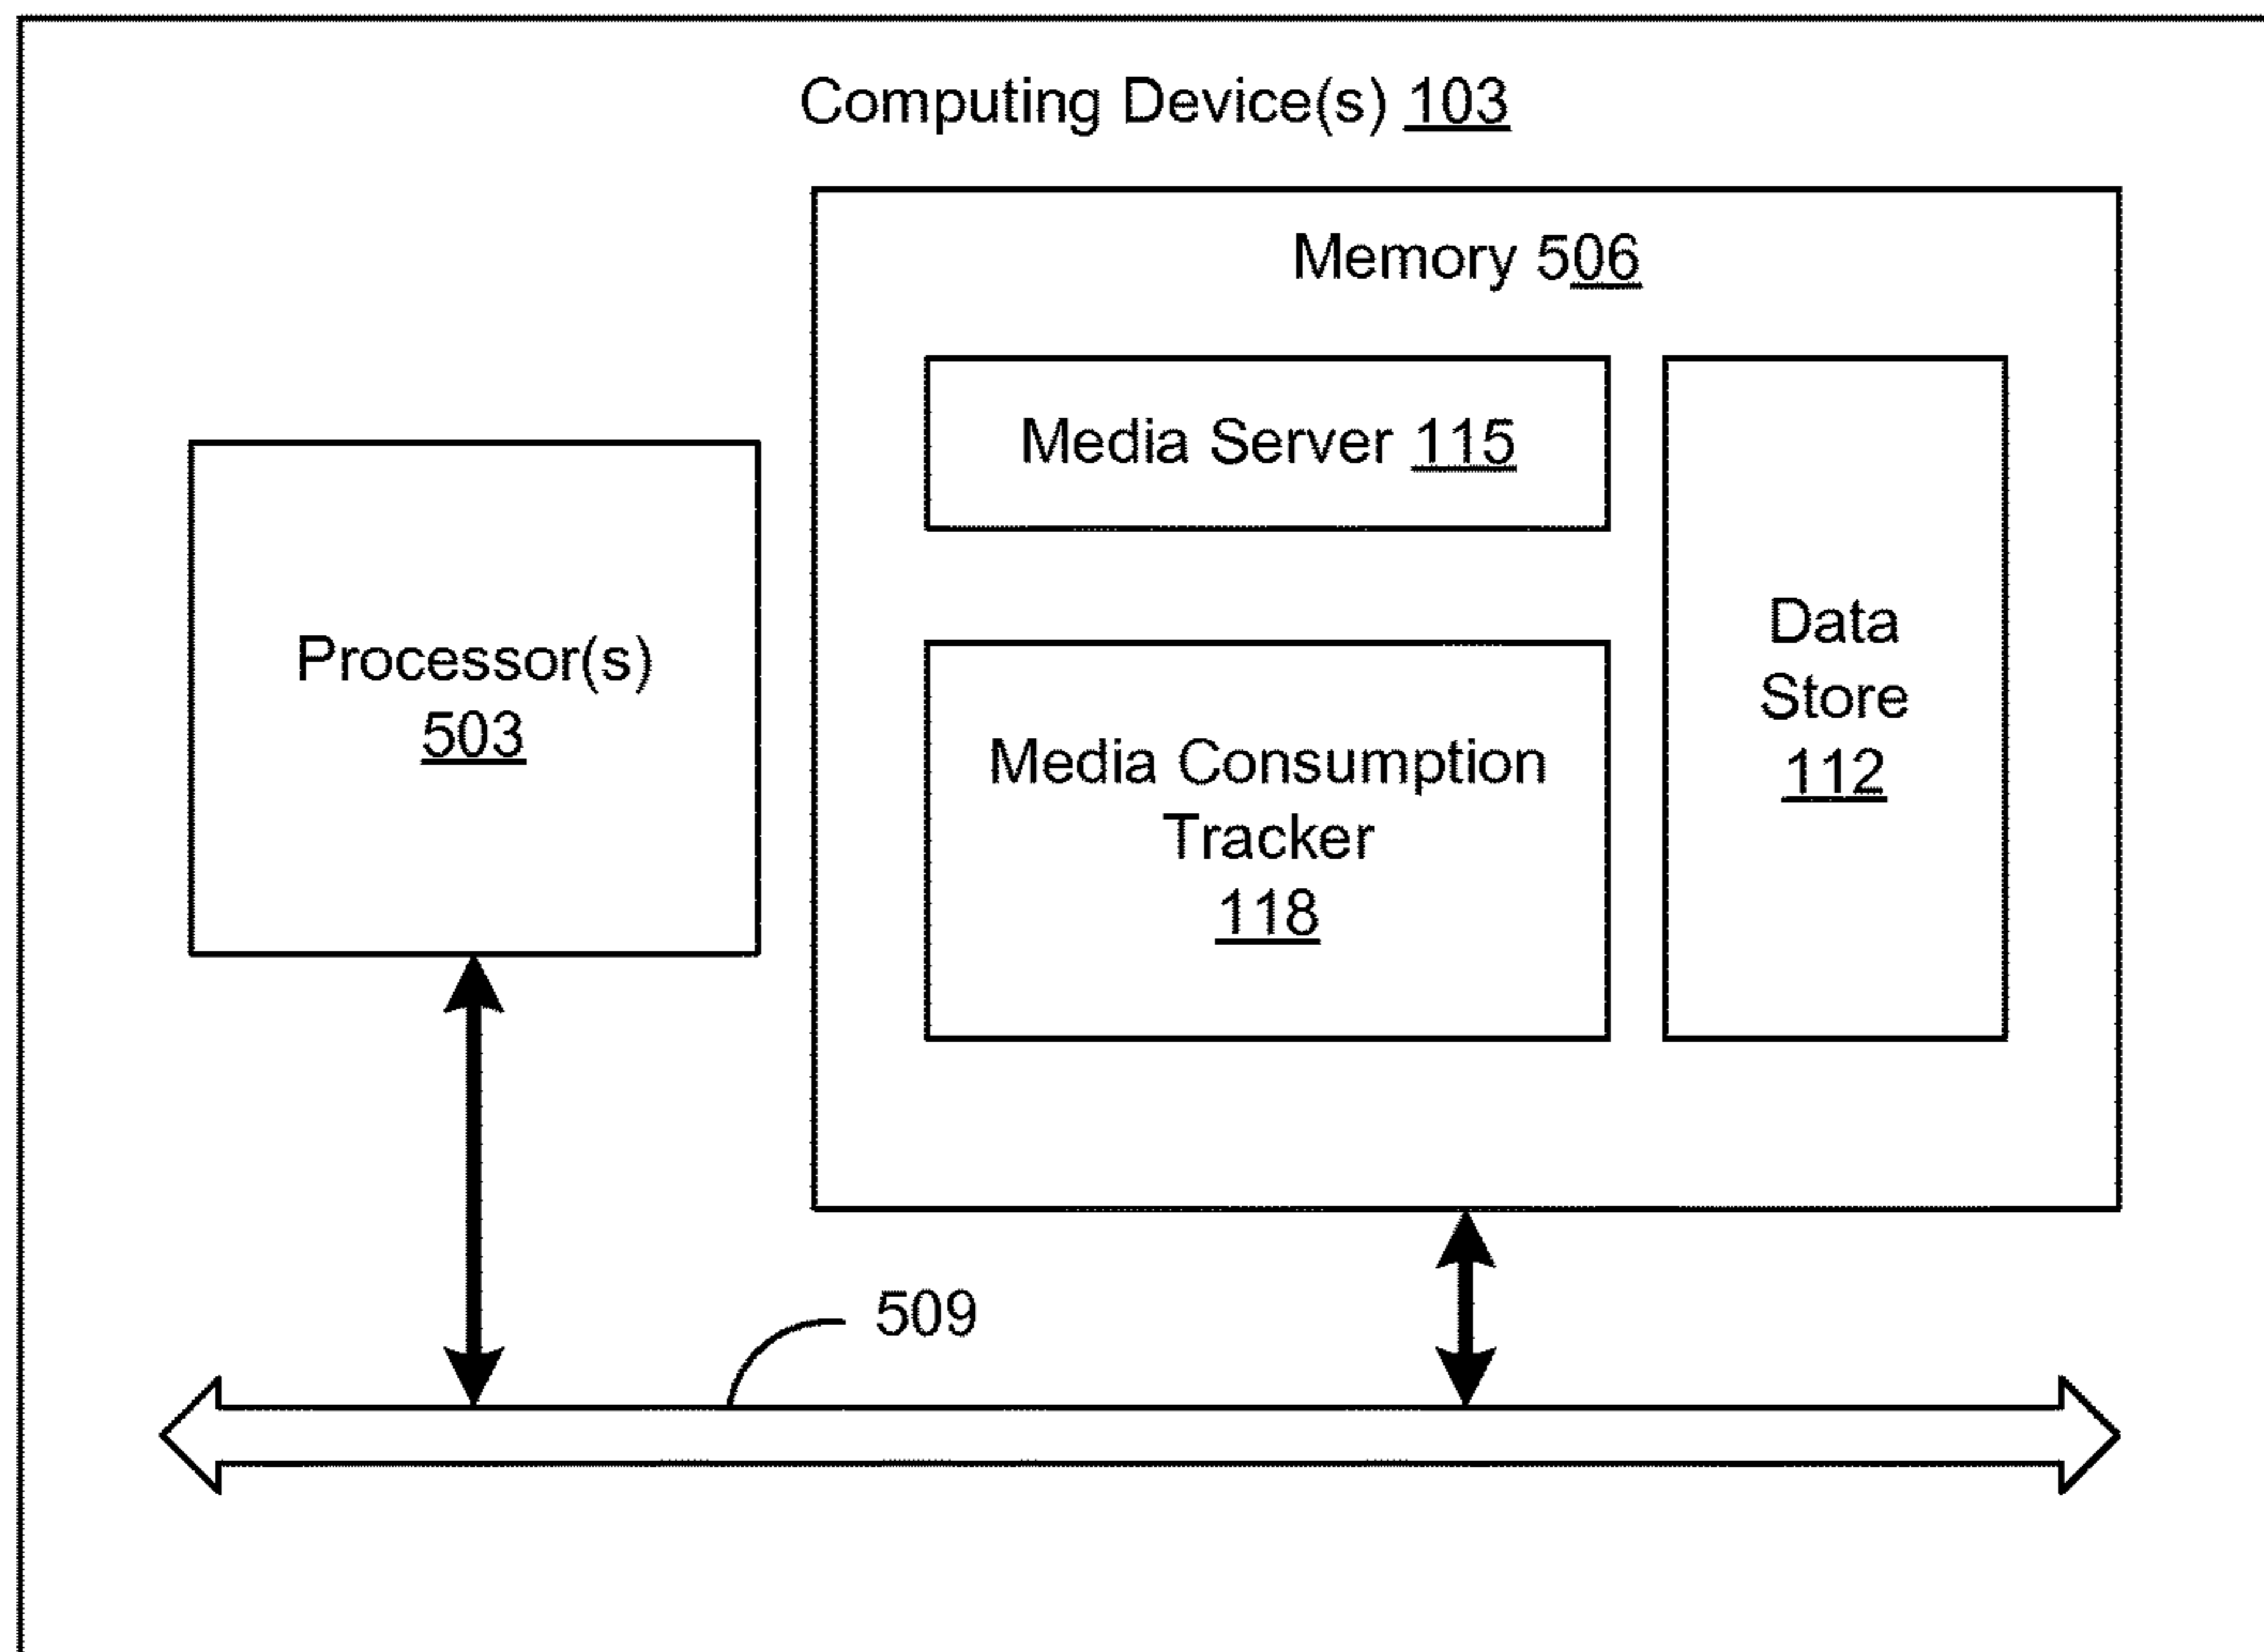 Computing Device(s) 103
Memory 506
Media Server 115
Processor(s)
503
Media Consumption
Tracker
118
Data
Store
112
509